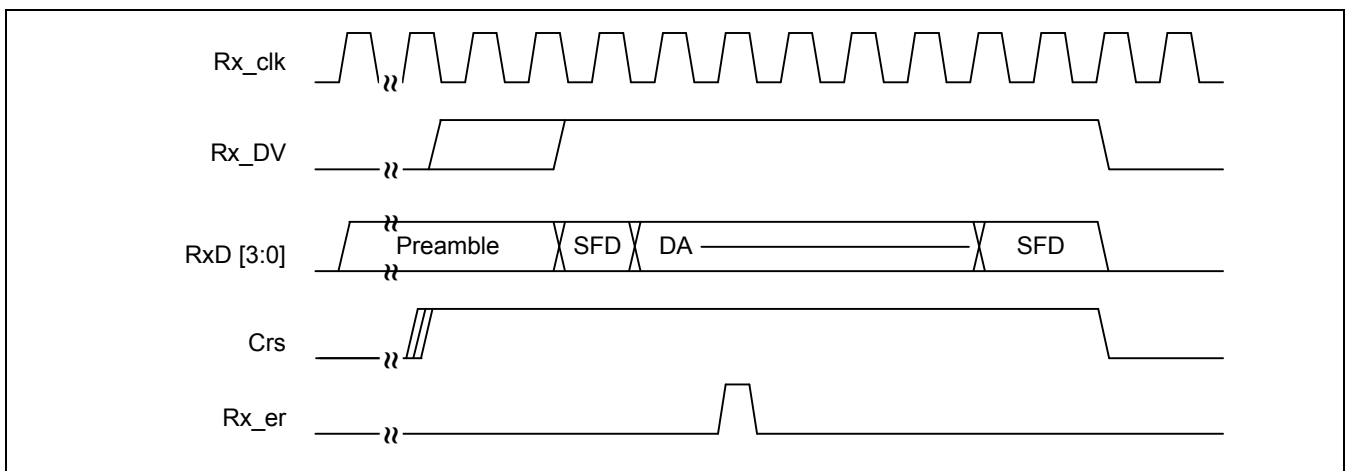 Rx_clk
Rx_DV
RxD [3:0] Preamble SFD DA SFD
Crs
Rx_er